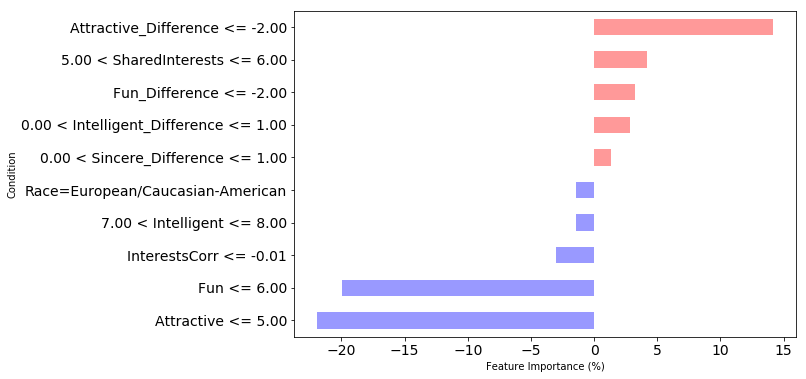 Attractive_Difference <= -2.00
5.00 < SharedInterests <= 6.00
Fun_Difference <= -2.00
0.00 < Intelligent_Difference <= 1.00
0.00 < Sincere_Difference <= 1.00
Race=European/Caucasian-American
7.00 < Intelligent <= 8.00
InterestsCorr <= -0.01
Fun <= 6.00
Attractive <= 5.00
Condition
−20 −15 −10 −5 0 5 10 15
Feature Importance (%)